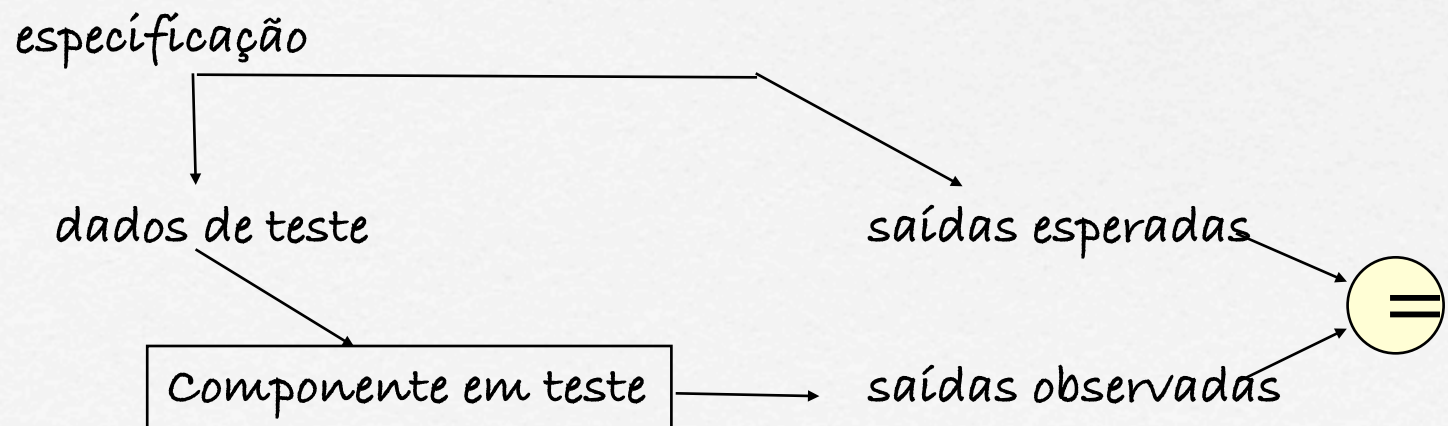 especificação
dados de teste
saídas esperadas
=
Componente em teste
saídas observadas